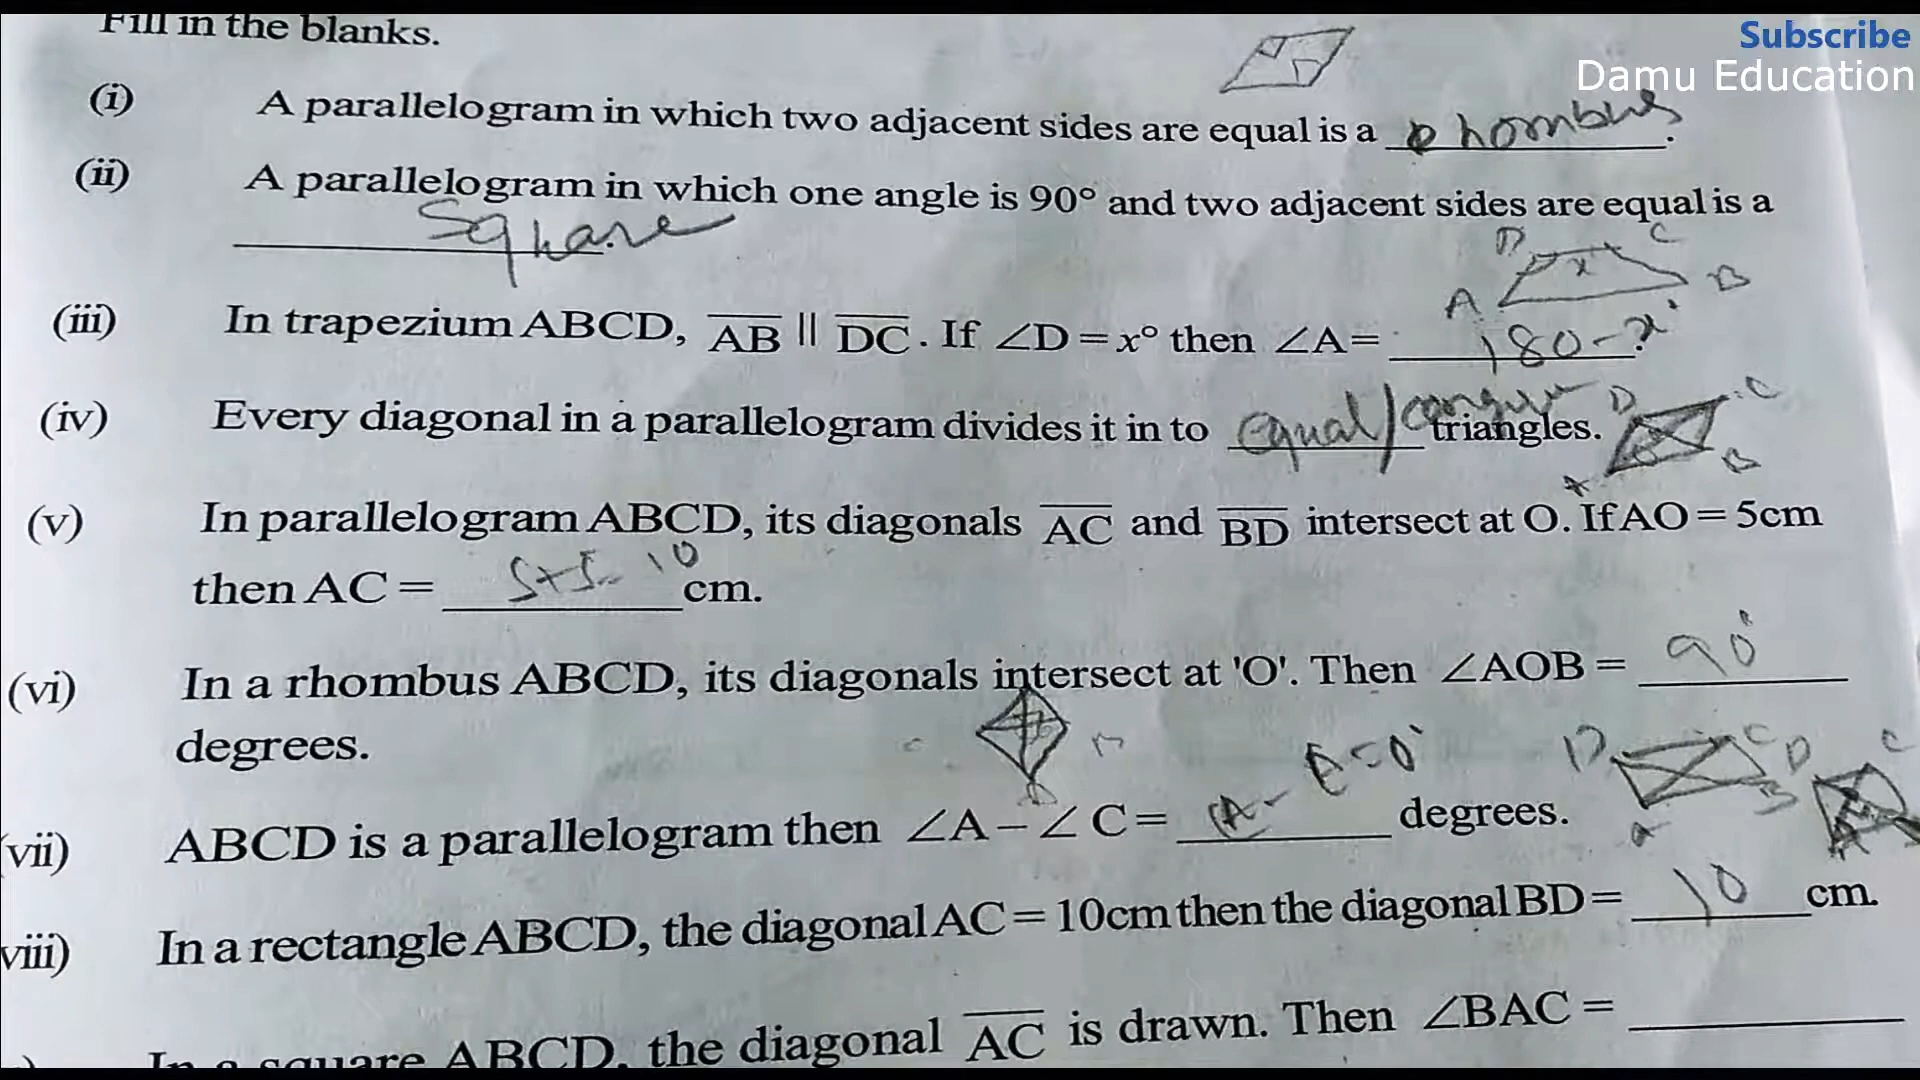 Fill in the blanks.
Subscribe
Damu Education
(i) A parallelogram in which two adjacent sides are equal is a rhombus.
(ii) A parallelogram in which one angle is 90° and two adjacent sides are equal is a
Square
D C
A B
(iii) In trapezium ABCD, AB || DC. If ∠D = x° then ∠A = 180-x°
(iv) Every diagonal in a parallelogram divides it in to equal/ triangles.
D C
A B
(v) In parallelogram ABCD, its diagonals AC and BD intersect at O. If AO = 5cm
then AC = 5+5=10 cm.
(vi) In a rhombus ABCD, its diagonals intersect at 'O'. Then ∠AOB = 90°
degrees.
(vii) ABCD is a parallelogram then ∠A – ∠C = =0° degrees.
D C D C
viii) In a rectangle ABCD, the diagonal AC = 10cm then the diagonal BD = 10 cm.
) In a square ABCD, the diagonal AC is drawn. Then ∠BAC =